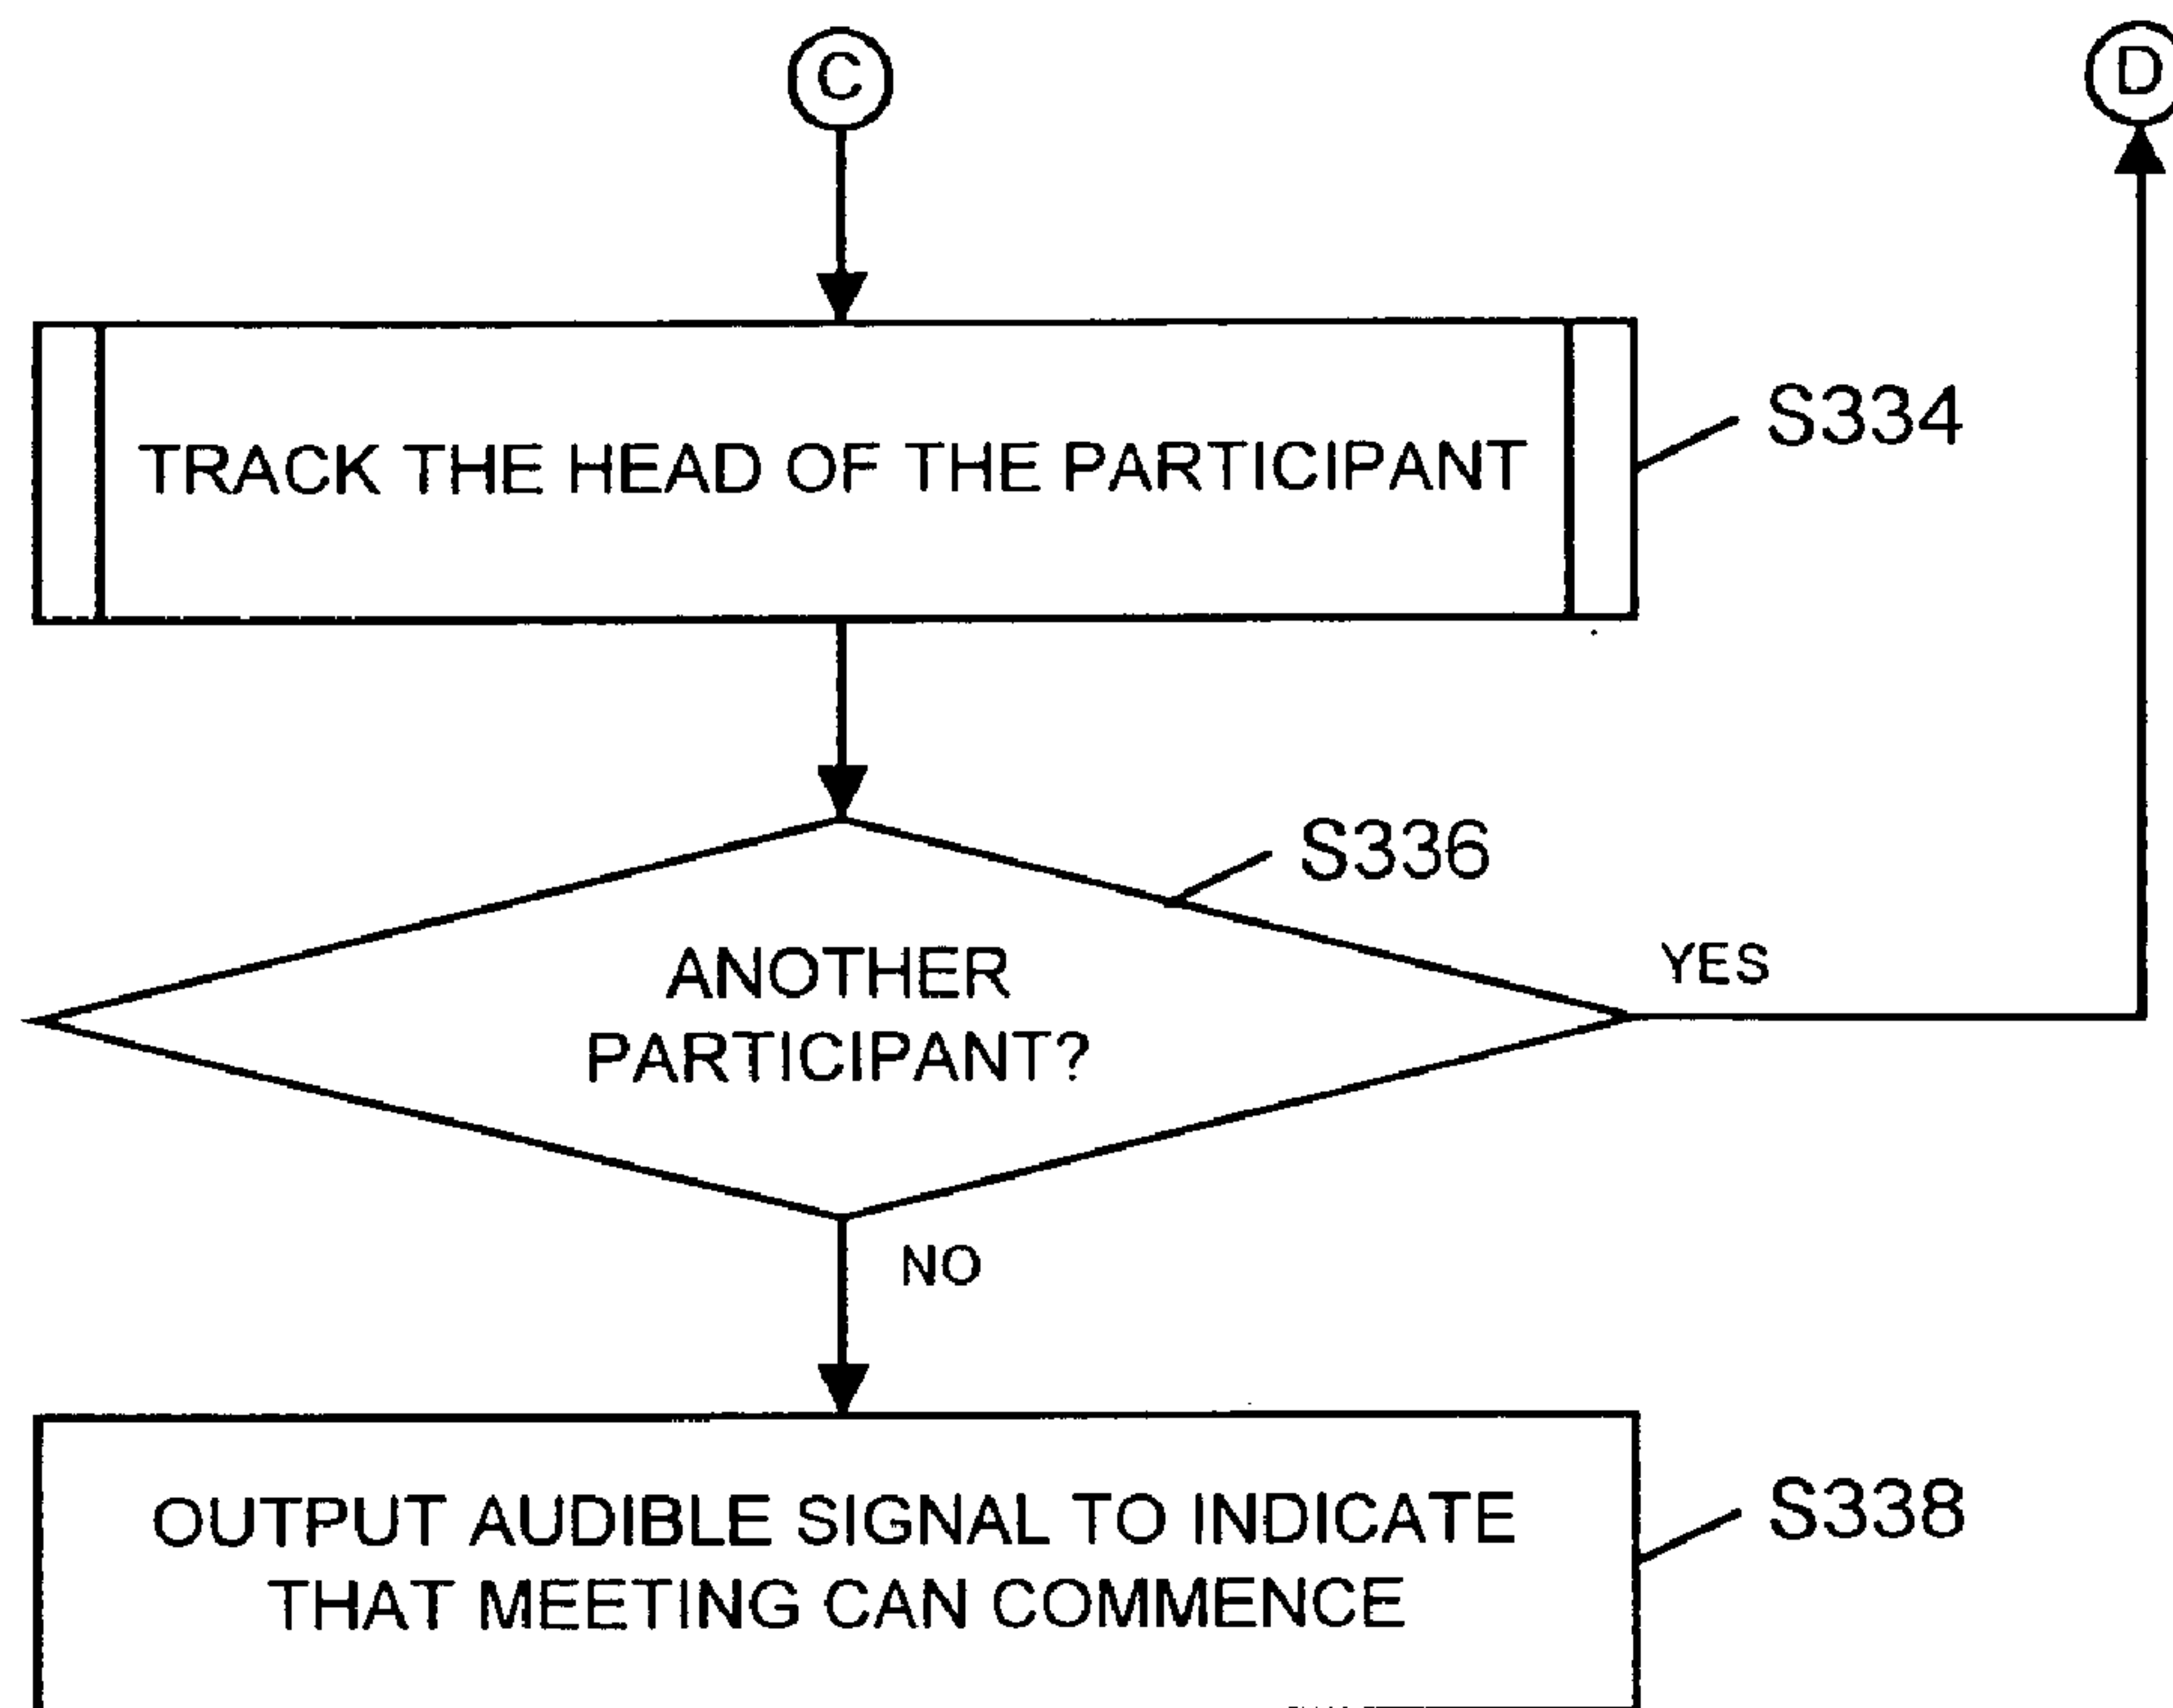 C
D
TRACK THE HEAD OF THE PARTICIPANT
S334
S336
ANOTHER
PARTICIPANT?
YES
NO
OUTPUT AUDIBLE SIGNAL TO INDICATE
THAT MEETING CAN COMMENCE
S338